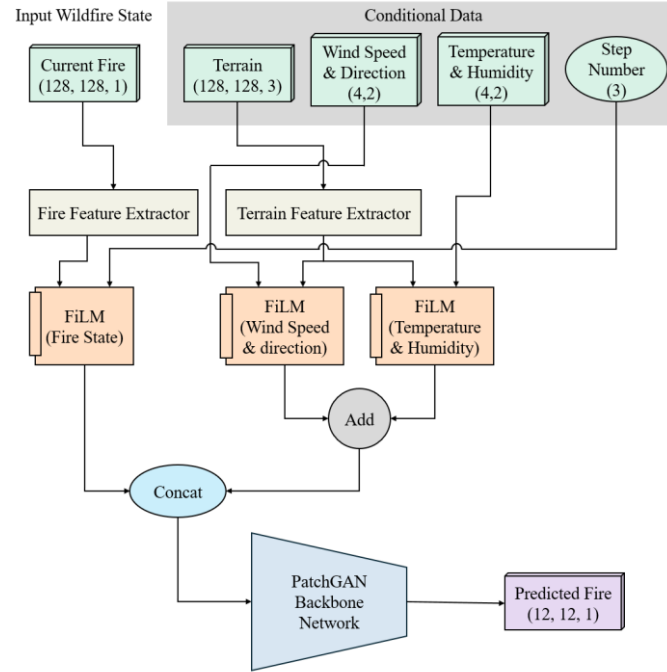 Input Wildfire State
Conditional Data
Current Fire
(128, 128, 1)
Terrain
(128, 128, 3)
Wind Speed
& Direction
(4,2)
Temperature
& Humidity
(4,2)
Step
Number
(3)
Fire Feature Extractor
Terrain Feature Extractor
FiLM
(Fire State)
FiLM
(Wind Speed
& direction)
FiLM
(Temperature
& Humidity)
Add
Concat
PatchGAN
Backbone
Network
Predicted Fire
(12, 12, 1)